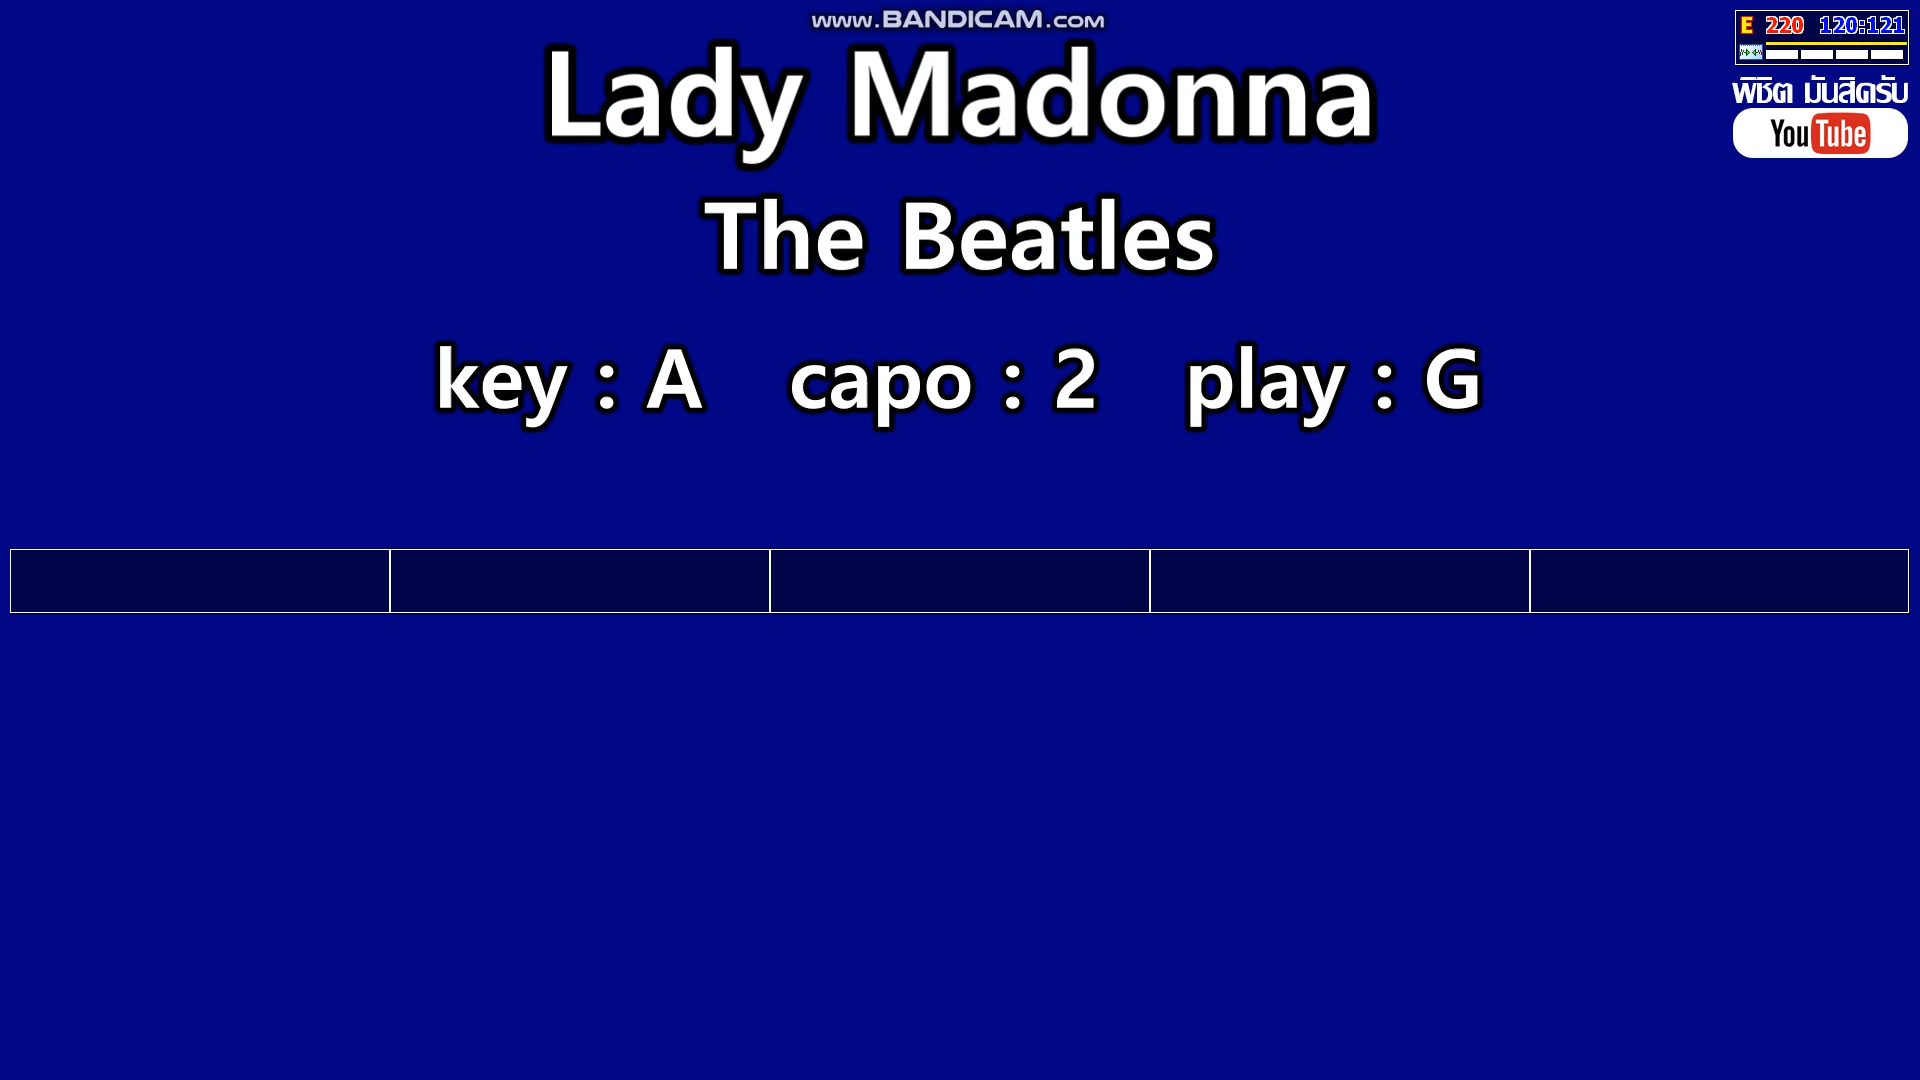 www.BANDICAM.com
E 220 120:121
Lady Madonna
พิชิต มันสิตรับ
YouTube
The Beatles
key : A capo : 2 play : G